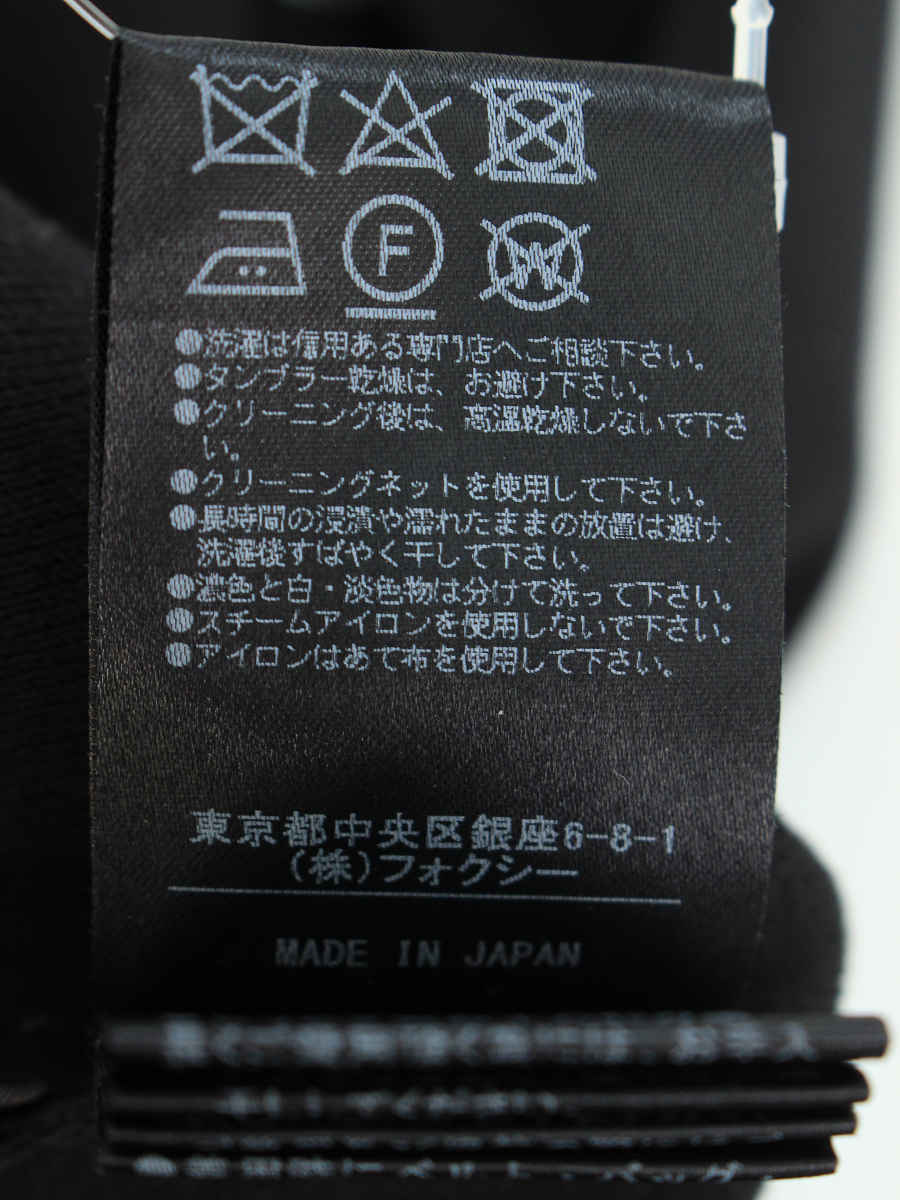 F
W
●洗濯は信用ある専門店へご相談下さい。
●タンブラー乾燥は、お避け下さい。
●クリーニング後は、高温乾燥しないで下さ
い。
●クリーニングネットを使用して下さい。
●長時間の浸漬や濡れたままの放置は避け、
洗濯後すばやく干して下さい。
●濃色と白・淡色物は分けて洗って下さい。
●スチームアイロンを使用しないで下さい。
●アイロンはあて布を使用して下さい。
東京都中央区銀座6-8-1
(株)フォクシー
MADE IN JAPAN